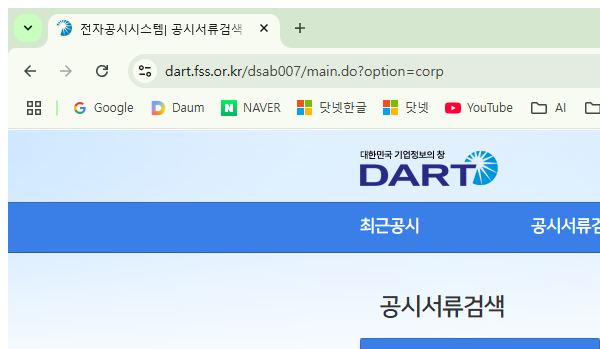 전자공시시스템| 공시서류검색
dart.fss.or.kr/dsab007/main.do?option=corp
Google Daum NAVER 닷넷한글 닷넷 YouTube AI
대한민국 기업정보의 창
DART
최근공시 공시서류검
공시서류검색